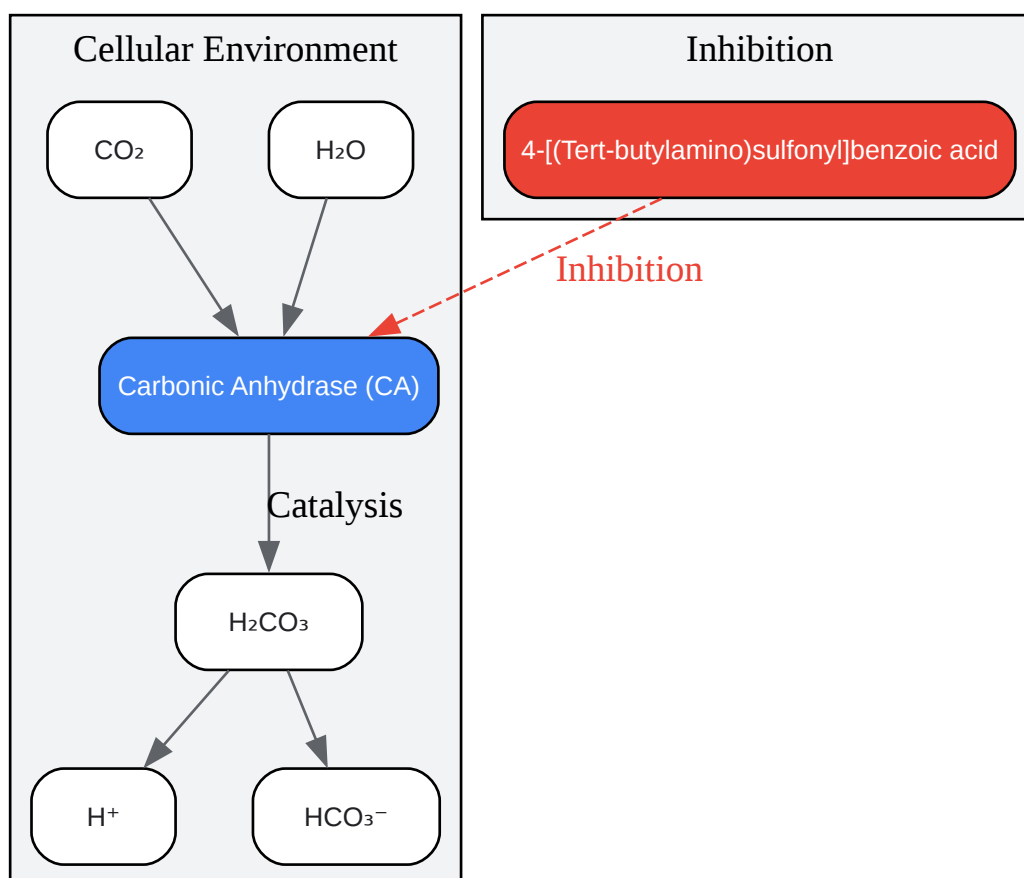 Cellular Environment
Inhibition
CO₂
H₂O
4-[(Tert-butylamino)sulfonyl]benzoic acid
Inhibition
Carbonic Anhydrase (CA)
Catalysis
H₂CO₃
H⁺
HCO₃⁻